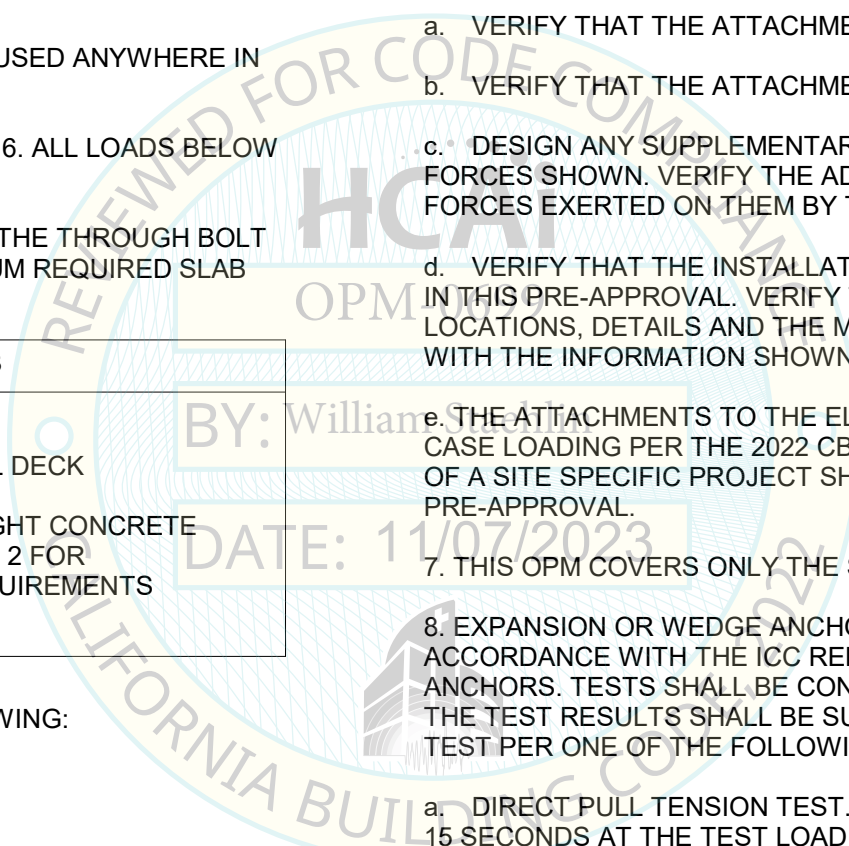 USED ANYWHERE IN
6. ALL LOADS BELOW
THE THROUGH BOLT
UM REQUIRED SLAB
DECK
GHT CONCRETE
2 FOR
UIREMENTS
WING:
a. VERIFY THAT THE ATTACHME
b. VERIFY THAT THE ATTACHME
c. DESIGN ANY SUPPLEMENTAR
FORCES SHOWN. VERIFY THE AD
FORCES EXERTED ON THEM BY T
d. VERIFY THAT THE INSTALLAT
IN THIS PRE-APPROVAL. VERIFY
LOCATIONS, DETAILS AND THE M
WITH THE INFORMATION SHOWN
e. THE ATTACHMENTS TO THE EL
CASE LOADING PER THE 2022 CB
OF A SITE SPECIFIC PROJECT SH
PRE-APPROVAL.
7. THIS OPM COVERS ONLY THE S
8. EXPANSION OR WEDGE ANCHO
ACCORDANCE WITH THE ICC REP
ANCHORS. TESTS SHALL BE CON
THE TEST RESULTS SHALL BE SU
TEST PER ONE OF THE FOLLOWI
a. DIRECT PULL TENSION TEST.
15 SECONDS AT THE TEST LOAD
REVIEWED FOR CODE COMPLIANCE
HCAi
OPM-0699
BY: William Staehlin
DATE: 11/07/2023
CALIFORNIA BUILDING CODE, 2022